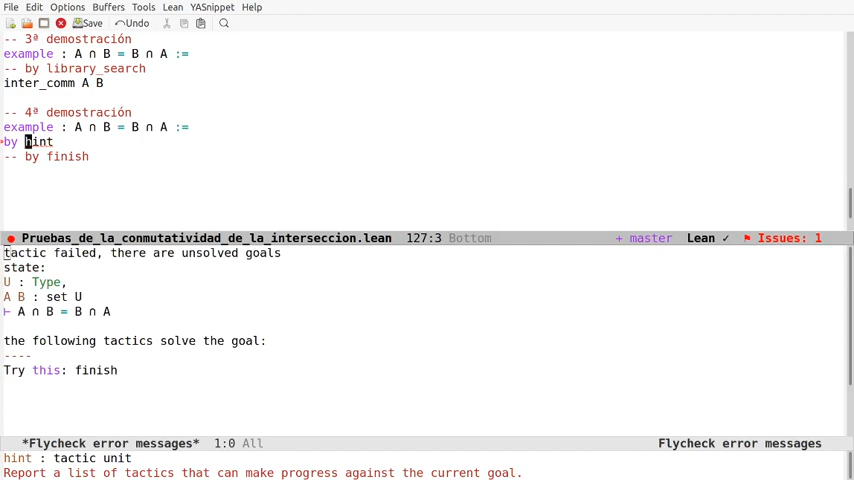 File Edit Options Buffers Tools Lean YASnippet Help
Save Undo
-- 3ª demostración
example : A ∩ B = B ∩ A :=
-- by library_search
inter_comm A B
-- 4ª demostración
example : A ∩ B = B ∩ A :=
by hint
-- by finish
Pruebas_de_la_conmutatividad_de_la_interseccion.lean 127:3 Bottom + master Lean ✓ Issues: 1
tactic failed, there are unsolved goals
state:
U : Type,
A B : set U
⊢ A ∩ B = B ∩ A
the following tactics solve the goal:
----
Try this: finish
*Flycheck error messages* 1:0 All Flycheck error messages
hint : tactic unit
Report a list of tactics that can make progress against the current goal.